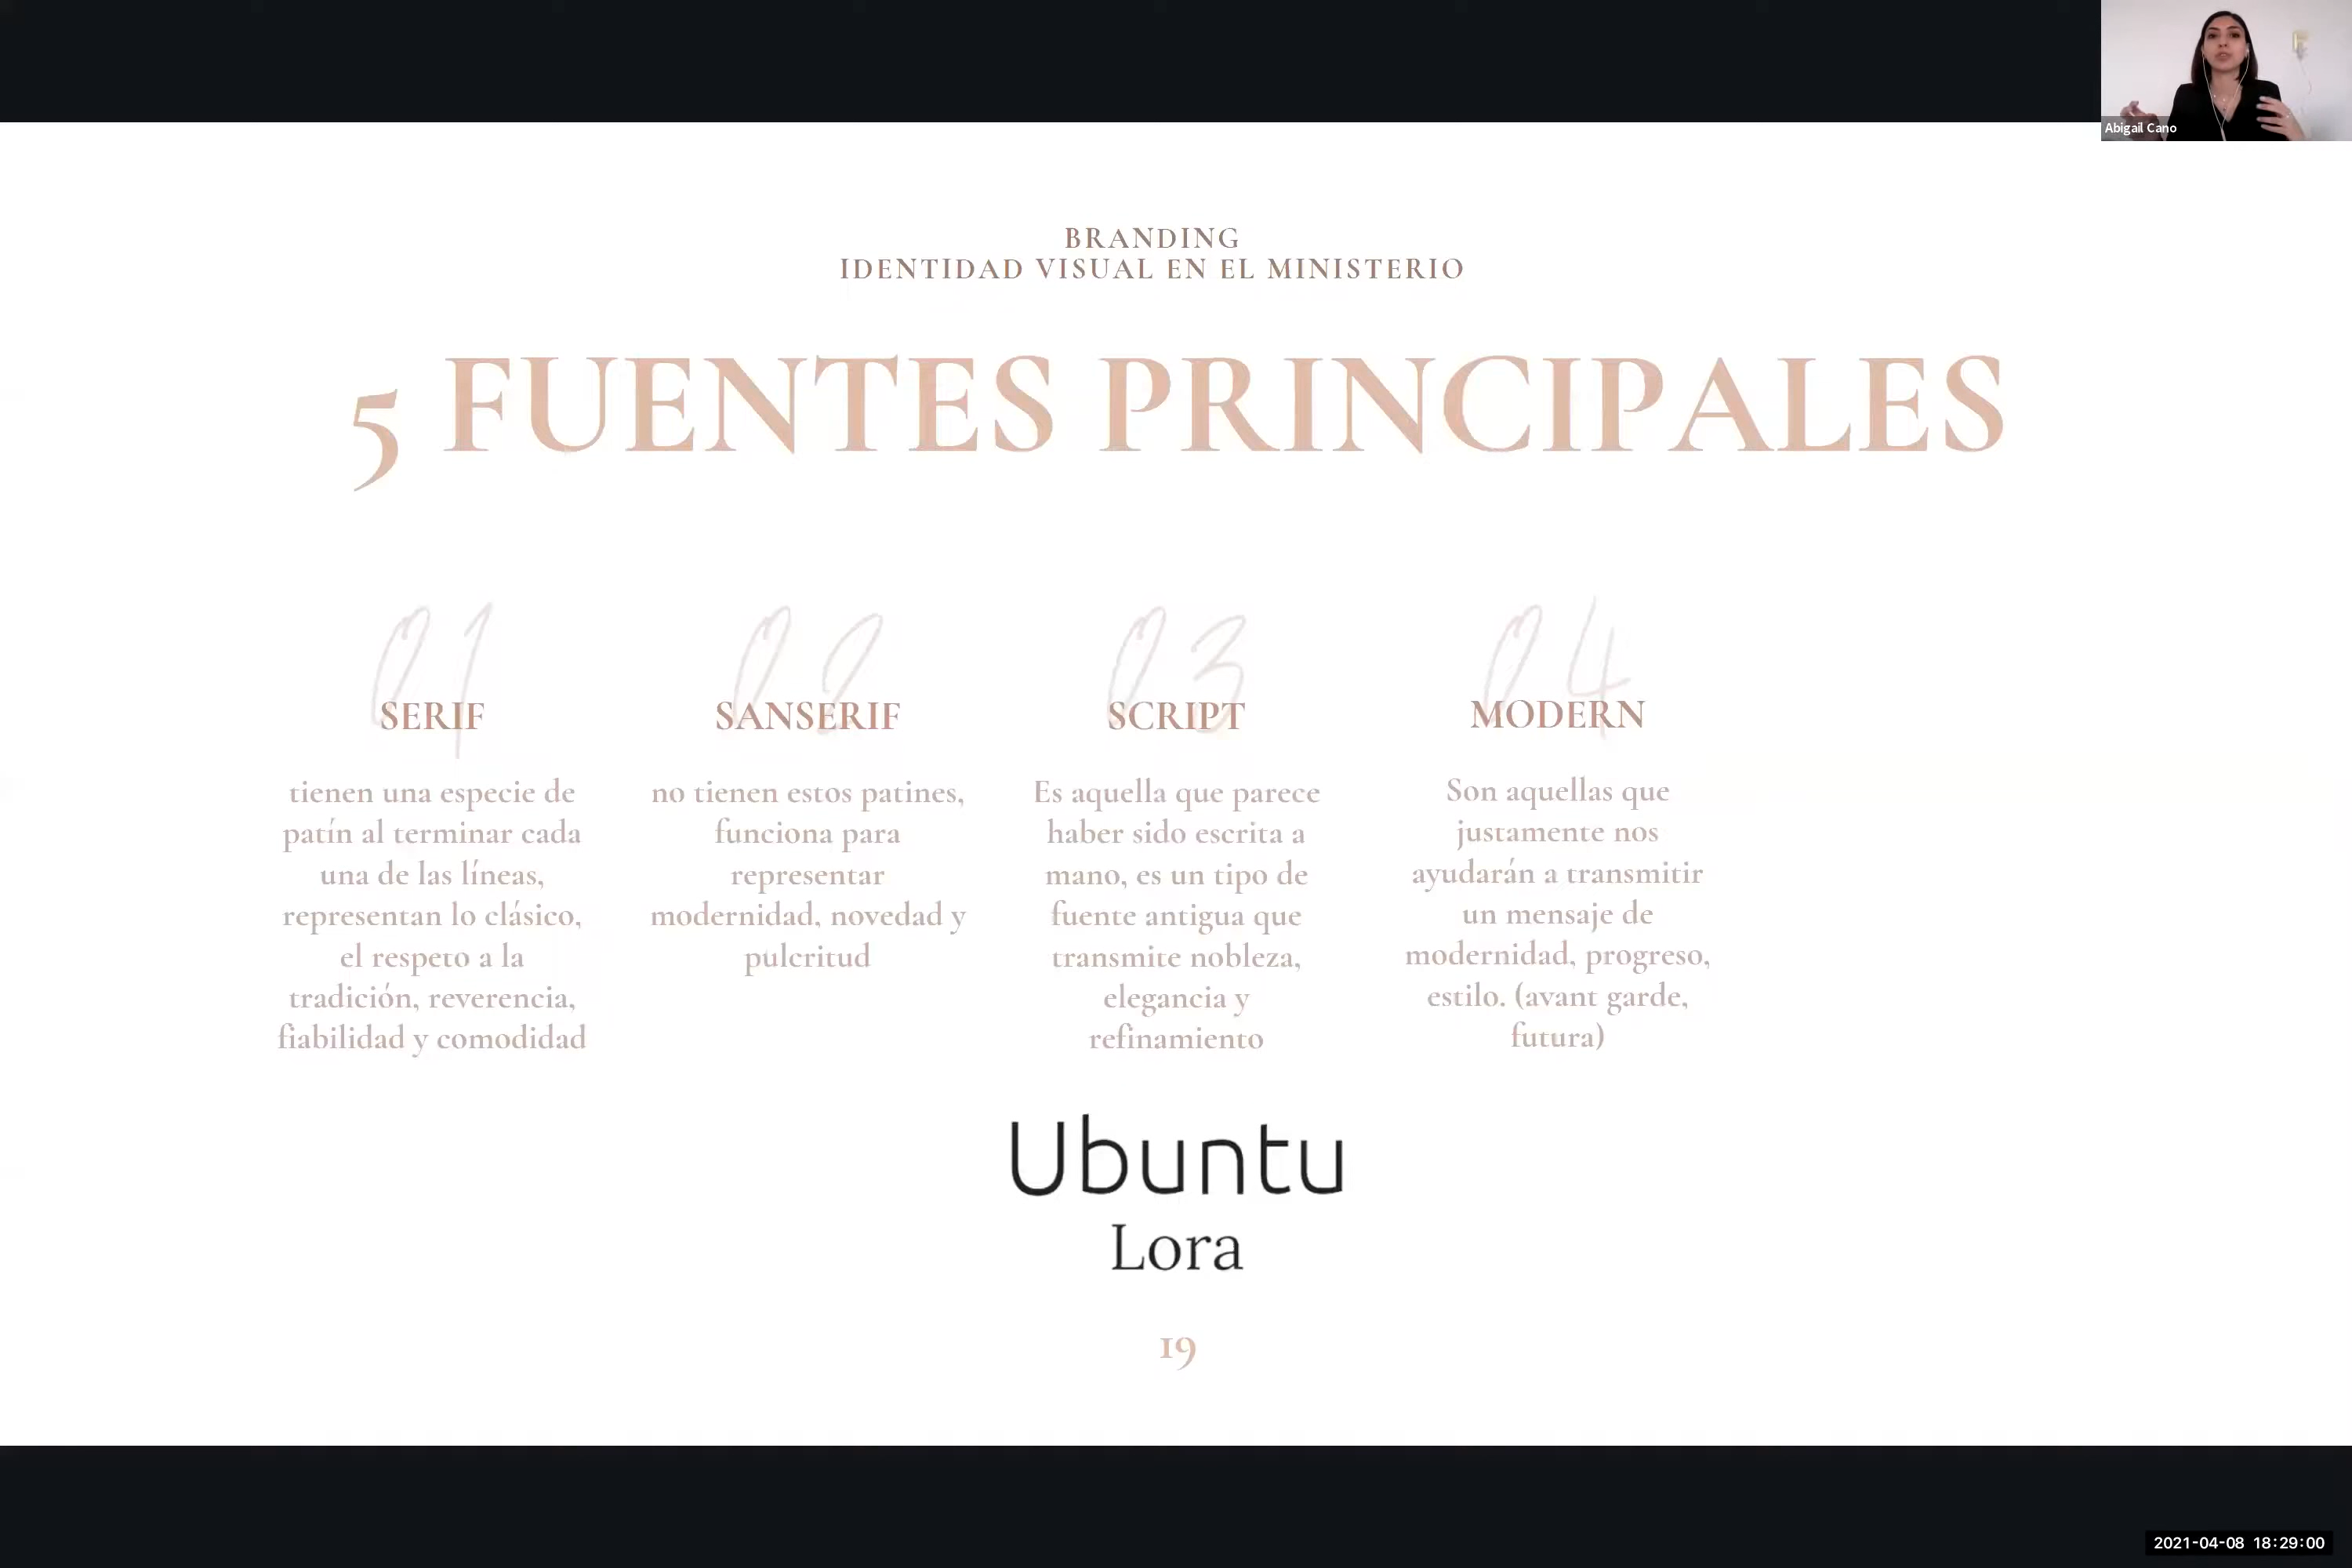 Abigail Cano
BRANDING
IDENTIDAD VISUAL EN EL MINISTERIO
5 FUENTES PRINCIPALES
01
SERIF
tienen una especie de
patín al terminar cada
una de las líneas,
representan lo clásico,
el respeto a la
tradición, reverencia,
fiabilidad y comodidad
02
SANSERIF
no tienen estos patines,
funciona para
representar
modernidad, novedad y
pulcritud
03
SCRIPT
Es aquella que parece
haber sido escrita a
mano, es un tipo de
fuente antigua que
transmite nobleza,
elegancia y
refinamiento
04
MODERN
Son aquellas que
justamente nos
ayudarán a transmitir
un mensaje de
modernidad, progreso,
estilo. (avant garde,
futura)
Ubuntu
Lora
19
2021-04-08 18:29:00